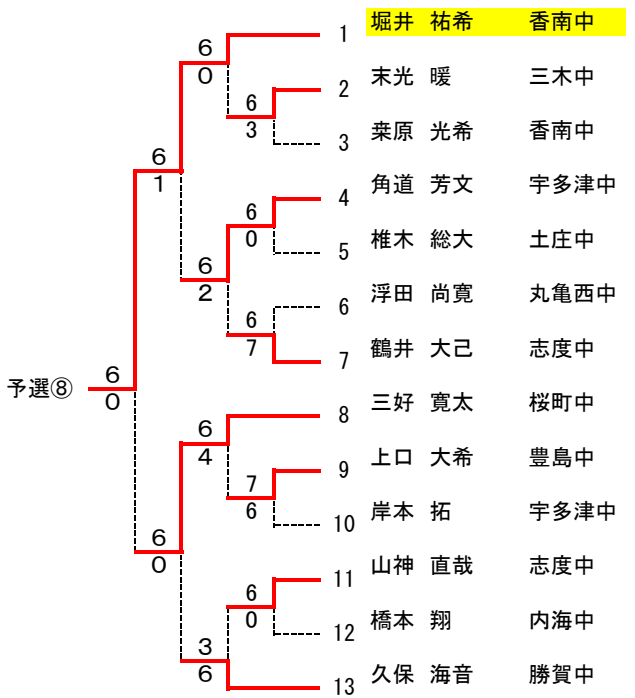 1 堀井 祐希 香南中
6
0
2 末光 暖 三木中
6
3
3 桒原 光希 香南中
6
1
4 角道 芳文 宇多津中
6
0
5 椎木 総大 土庄中
6
2
6 浮田 尚寛 丸亀西中
6
7
7 鶴井 大己 志度中
予選⑧
6
0
8 三好 寛太 桜町中
6
4
9 上口 大希 豊島中
7
6
10 岸本 拓 宇多津中
6
0
11 山神 直哉 志度中
6
0
12 橋本 翔 内海中
3
6
13 久保 海音 勝賀中